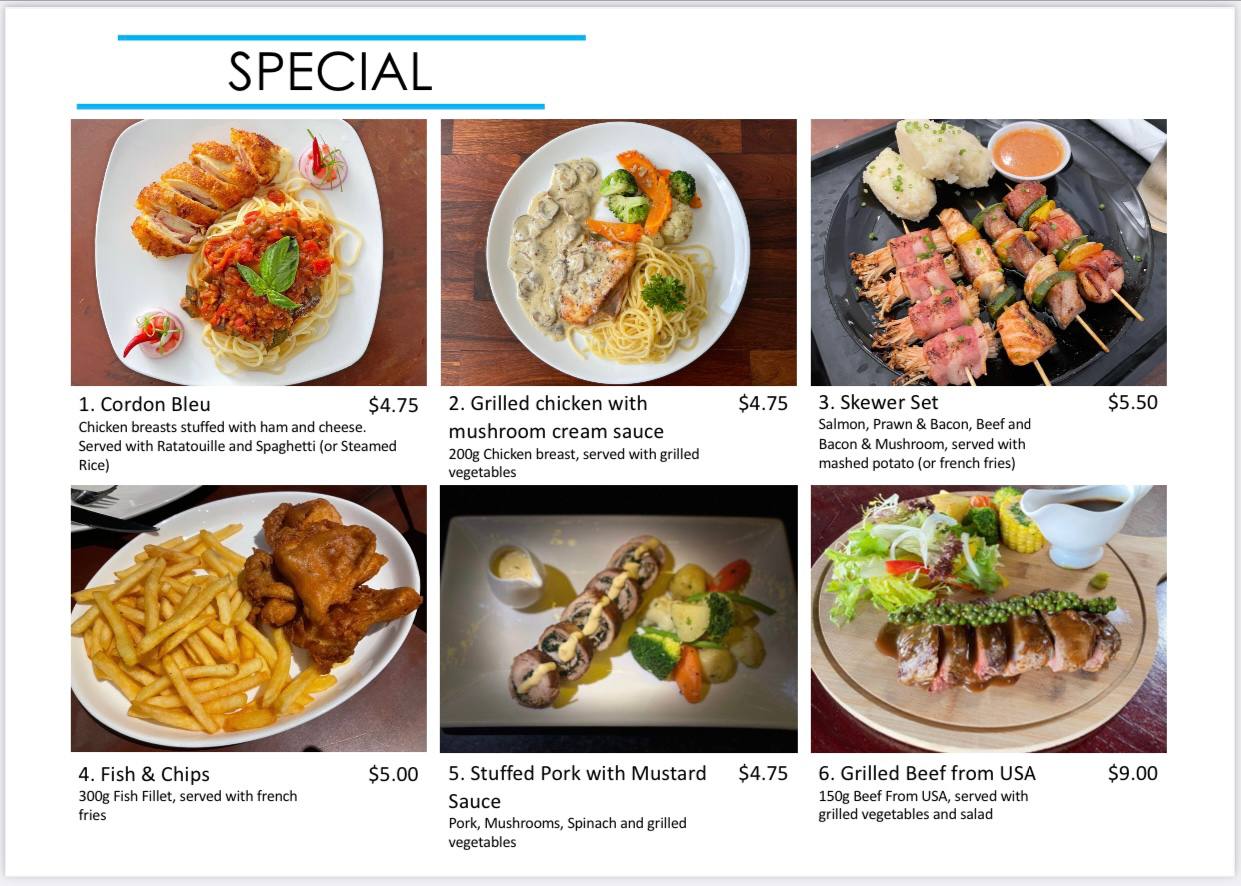 SPECIAL
1. Cordon Bleu $4.75
Chicken breasts stuffed with ham and cheese.
Served with Ratatouille and Spaghetti (or Steamed
Rice)
2. Grilled chicken with $4.75
mushroom cream sauce
200g Chicken breast, served with grilled
vegetables
3. Skewer Set $5.50
Salmon, Prawn & Bacon, Beef and
Bacon & Mushroom, served with
mashed potato (or french fries)
4. Fish & Chips $5.00
300g Fish Fillet, served with french
fries
5. Stuffed Pork with Mustard $4.75
Sauce
Pork, Mushrooms, Spinach and grilled
vegetables
6. Grilled Beef from USA $9.00
150g Beef From USA, served with
grilled vegetables and salad